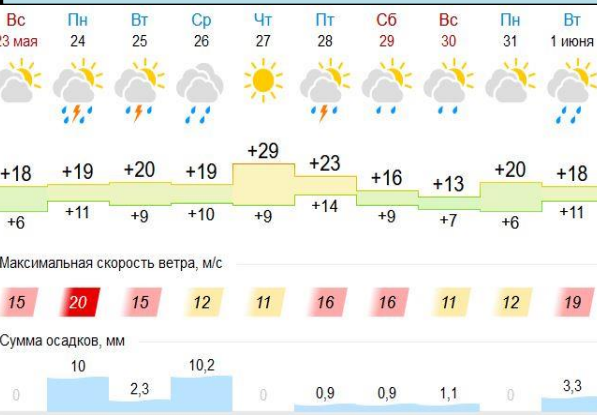 Вс Пн Вт Ср Чт Пт Сб Вс Пн Вт
23 мая 24 25 26 27 28 29 30 31 1 июня
+18 +19 +20 +19 +29 +23 +16 +13 +20 +18
+6 +11 +9 +10 +9 +14 +9 +7 +6 +11
Максимальная скорость ветра, м/с
15 20 15 12 11 16 16 11 12 19
Сумма осадков, мм
0 10 2,3 10,2 0 0,9 0,9 1,1 0 3,3